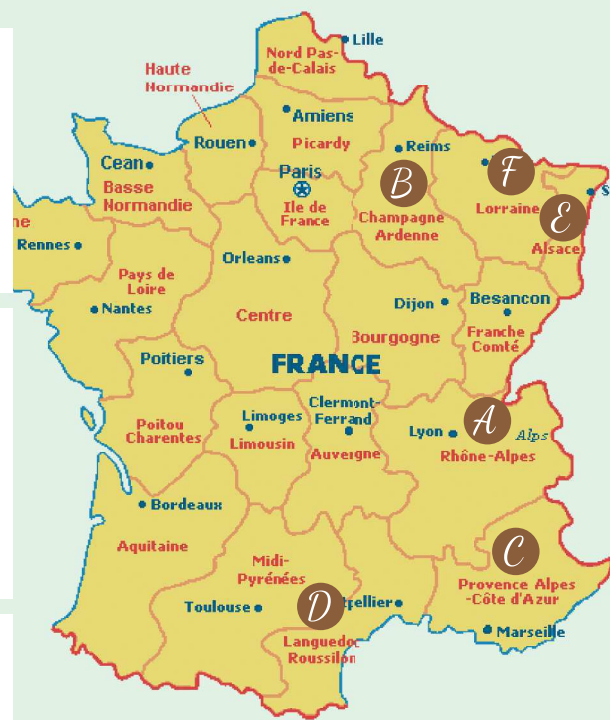 Lille
Nord Pas-
de-Calais
Haute
Normandie
Amiens
Rouen
Picardy
Reims
F
Cean
Paris
B
Basse
Normandie
Ile de
France
Champagne
Ardenne
Lorraine
E
S
ne
Rennes
Alsace
Orleans
Pays de
Loire
Nantes
Centre
Dijon
Besancon
Bourgogne
Franche
Comté
Poitiers
FRANCE
Clermont-
Ferrand
Limoges
Lyon
A
Alps
Poitou
Charentes
Limousin
Auveigne
Rhône-Alpes
Bordeaux
Aquitaine
Midi-
Pyrénées
C
Provence Alpes
-Côte d'Azur
Toulouse
D
tpellier
Marseille
Languedoc
Roussilon